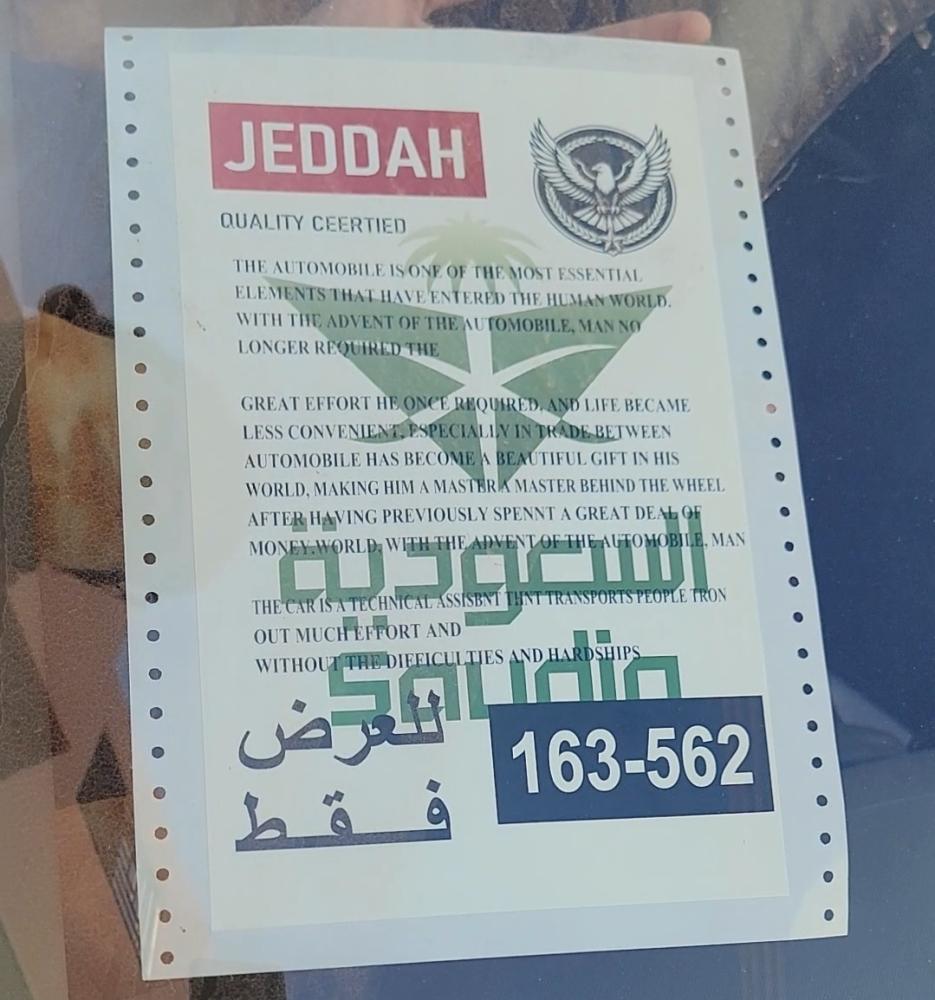 JEDDAH
QUALITY CEERTIED
THE AUTOMOBILE IS ONE OF THE MOST ESSENTIAL
ELEMENTS THAT HAVE ENTERED THE HUMAN WORLD.
WITH THE ADVENT OF THE AUTOMOBILE, MAN NO
LONGER REQUIRED THE
GREAT EFFORT HE ONCE REQUIRED, AND LIFE BECAME
LESS CONVENIENT, ESPECIALLY IN TRADE BETWEEN
AUTOMOBILE HAS BECOME A BEAUTIFUL GIFT IN HIS
WORLD, MAKING HIM A MASTER A MASTER BEHIND THE WHEEL
AFTER HAVING PREVIOUSLY SPENNT A GREAT DEAL OF
MONEY.WORLD, WITH THE ADVENT OF THE AUTOMOBILE, MAN
السعودية
THE CAR IS A TECHNICAL ASSISBNT THNT TRANSPORTS PEOPLE TRON
OUT MUCH EFFORT AND
WITHOUT THE DIFFICULTIES AND HARDSHIPS
Saudia
للعرض
فقط
163-562